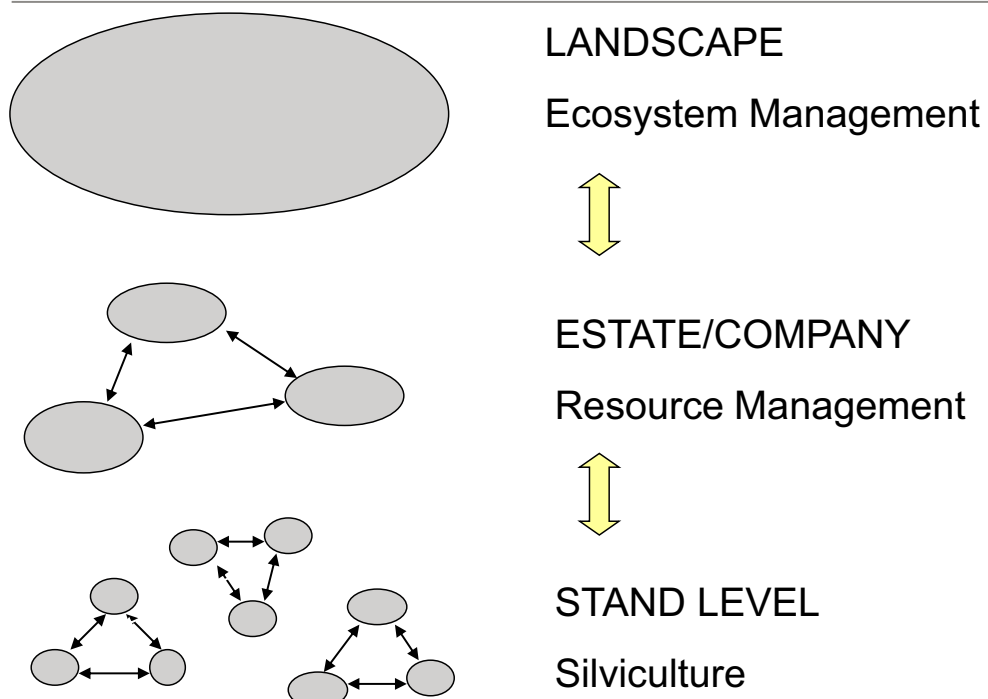 LANDSCAPE
Ecosystem Management
ESTATE/COMPANY
Resource Management
STAND LEVEL
Silviculture